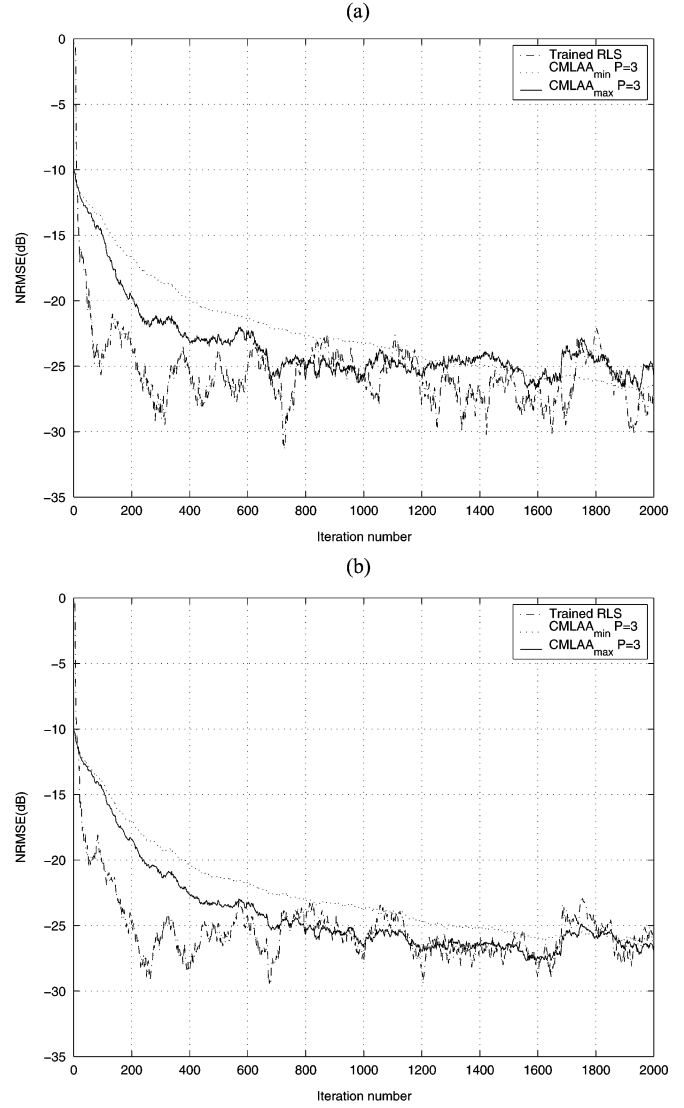 (a)
0
−5
−10
−15
−20
−25
−30
−35
NRMSE(dB)
Trained RLS
CMLAAmin P=3
CMLAAmax P=3
0 200 400 600 800 1000 1200 1400 1600 1800 2000
Iteration number
(b)
0
−5
−10
−15
−20
−25
−30
−35
NRMSE(dB)
Trained RLS
CMLAAmin P=3
CMLAAmax P=3
0 200 400 600 800 1000 1200 1400 1600 1800 2000
Iteration number